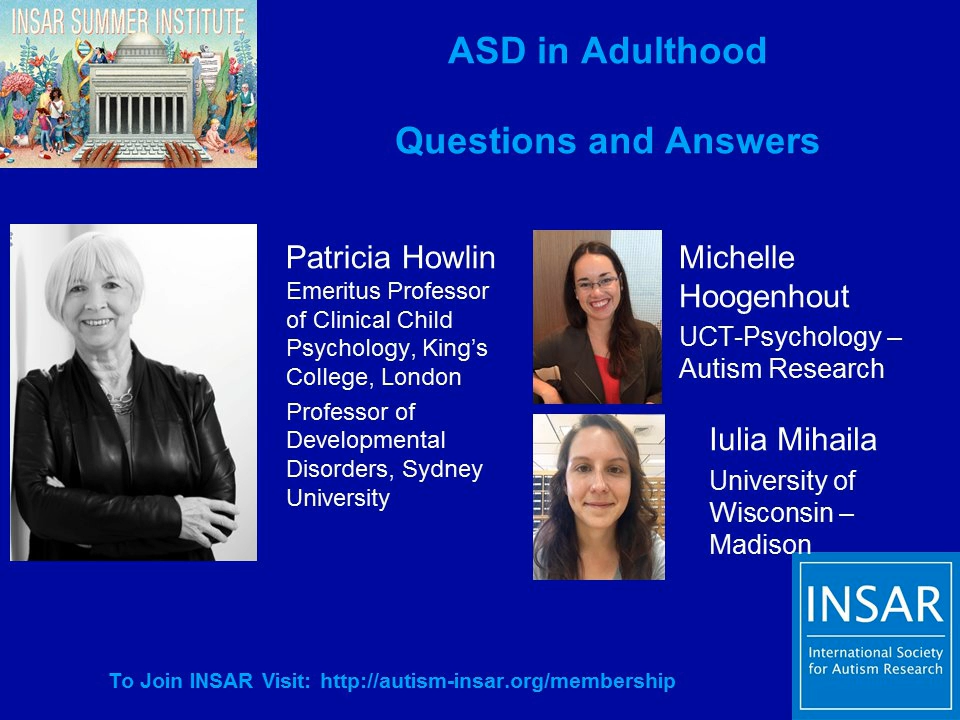 INSAR SUMMER INSTITUTE
ASD in Adulthood
Questions and Answers
Patricia Howlin
Emeritus Professor
of Clinical Child
Psychology, King’s
College, London
Professor of
Developmental
Disorders, Sydney
University
Michelle
Hoogenhout
UCT-Psychology –
Autism Research
Iulia Mihaila
University of
Wisconsin –
Madison
INSAR
International Society
for Autism Research
To Join INSAR Visit: http://autism-insar.org/membership